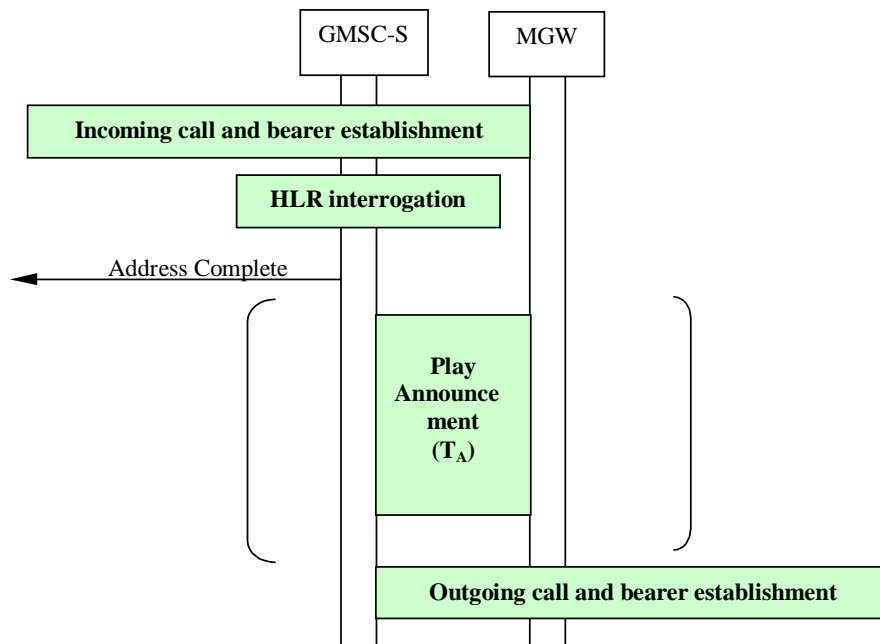 GMSC-S
MGW
Incoming call and bearer establishment
HLR interrogation
Address Complete
Play
Announce
ment
(T_A)
Outgoing call and bearer establishment